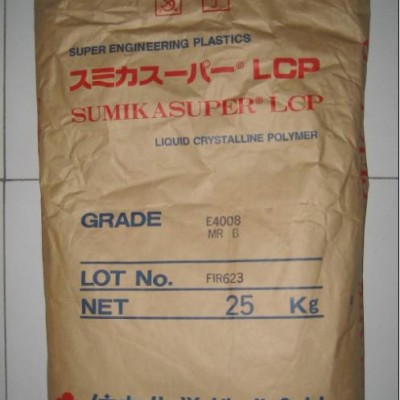 SUPER ENGINEERING PLASTICS
スミカスーパー® LCP
SUMIKASUPER® LCP
LIQUID CRYSTALLINE POLYMER
GRADE E4008
MR B
LOT No. FIR623
NET 25 Kg